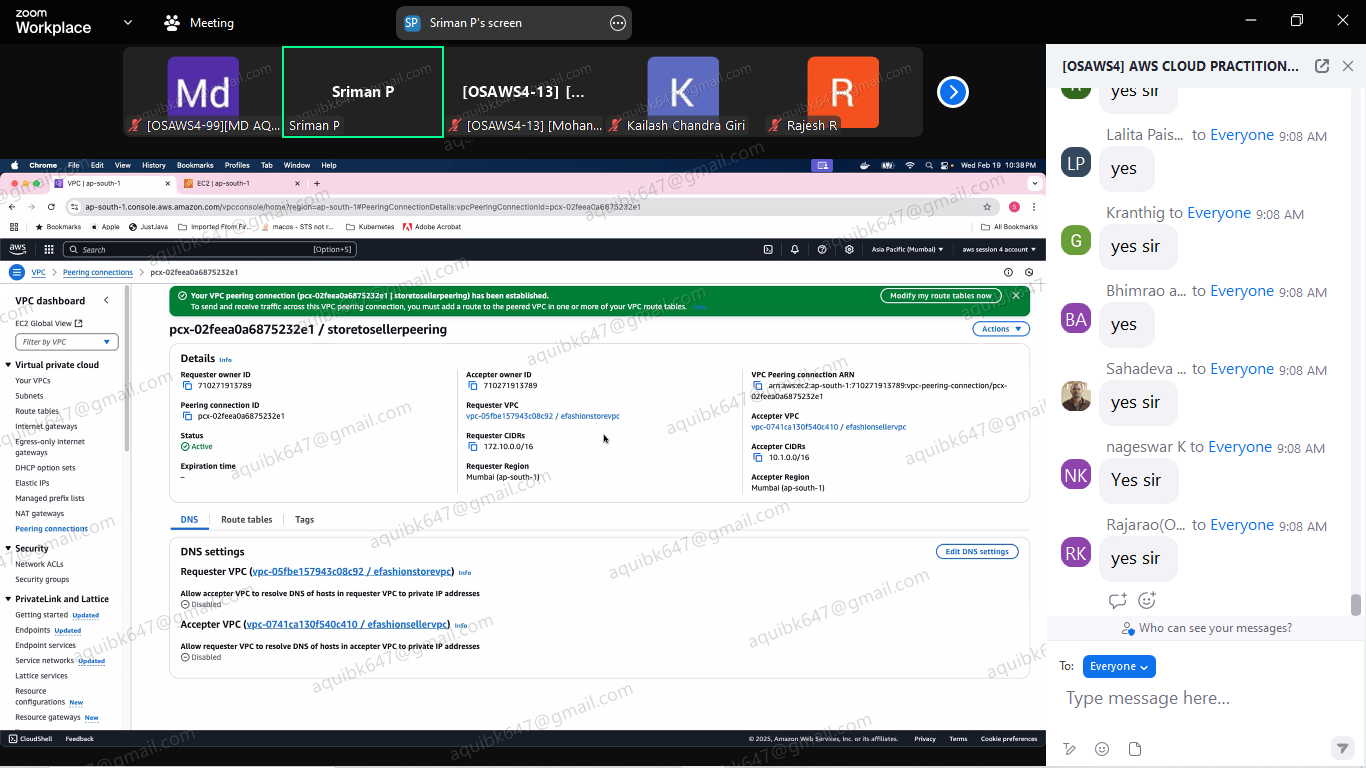 zoom
Workplace
Meeting
SP Sriman P's screen
Md
[OSAWS4-99][MD AQ...
Sriman P
Sriman P
[OSAWS4-13] [...
[OSAWS4-13] [Mohan...
K
Kailash Chandra Giri
R
Rajesh R
Chrome File Edit View History Bookmarks Profiles Tab Window Help
Wed Feb 19 10:38PM
VPC | ap-south-1
EC2 | ap-south-1
ap-south-1.console.aws.amazon.com/vpcconsole/home?region=ap-south-1#PeeringConnectionDetails:vpcPeeringConnectionId=pcx-02feea0a6875232e1
Bookmarks Apple JustJava Imported From Fir... macos - STS not r... Kubernetes Adobe Acrobat All Bookmarks
aws Search [Option+S] Asia Pacific (Mumbai) aws session 4 account
VPC Peering connections pcx-02feea0a6875232e1
VPC dashboard
EC2 Global View
Filter by VPC
Virtual private cloud
Your VPCs
Subnets
Route tables
Internet gateways
Egress-only internet
gateways
DHCP option sets
Elastic IPs
Managed prefix lists
NAT gateways
Peering connections
Security
Network ACLs
Security groups
PrivateLink and Lattice
Getting started Updated
Endpoints Updated
Endpoint services
Service networks Updated
Lattice services
Resource
configurations New
Resource gateways New
Your VPC peering connection (pcx-02feea0a6875232e1 | storetosellerpeering) has been established.
To send and receive traffic across this VPC peering connection, you must add a route to the peered VPC in one or more of your VPC route tables. Info
Modify my route tables now
pcx-02feea0a6875232e1 / storetosellerpeering
Actions
Details Info
Requester owner ID
710271913789
Peering connection ID
pcx-02feea0a6875232e1
Status
Active
Expiration time
–
Accepter owner ID
710271913789
Requester VPC
vpc-05fbe157943c08c92 / efashionstorevpc
Requester CIDRs
172.10.0.0/16
Requester Region
Mumbai (ap-south-1)
VPC Peering connection ARN
arn:aws:ec2:ap-south-1:710271913789:vpc-peering-connection/pcx-
02feea0a6875232e1
Accepter VPC
vpc-0741ca130f540c410 / efashionsellervpc
Accepter CIDRs
10.1.0.0/16
Accepter Region
Mumbai (ap-south-1)
DNS Route tables Tags
DNS settings
Edit DNS settings
Requester VPC (vpc-05fbe157943c08c92 / efashionstorevpc) Info
Allow accepter VPC to resolve DNS of hosts in requester VPC to private IP addresses
Disabled
Accepter VPC (vpc-0741ca130f540c410 / efashionsellervpc) Info
Allow requester VPC to resolve DNS of hosts in accepter VPC to private IP addresses
Disabled
CloudShell Feedback
© 2025, Amazon Web Services, Inc. or its affiliates. Privacy Terms Cookie preferences
aquibk647@gmail.com
[OSAWS4] AWS CLOUD PRACTITION...
yes sir
Lalita Pais... to Everyone 9:08 AM
LP
yes
Kranthig to Everyone 9:08 AM
G
yes sir
Bhimrao a... to Everyone 9:08 AM
BA
yes
Sahadeva ... to Everyone 9:08 AM
yes sir
nageswar K to Everyone 9:08 AM
NK
Yes sir
Rajarao(O... to Everyone 9:08 AM
RK
yes sir
Who can see your messages?
To: Everyone
Type message here...